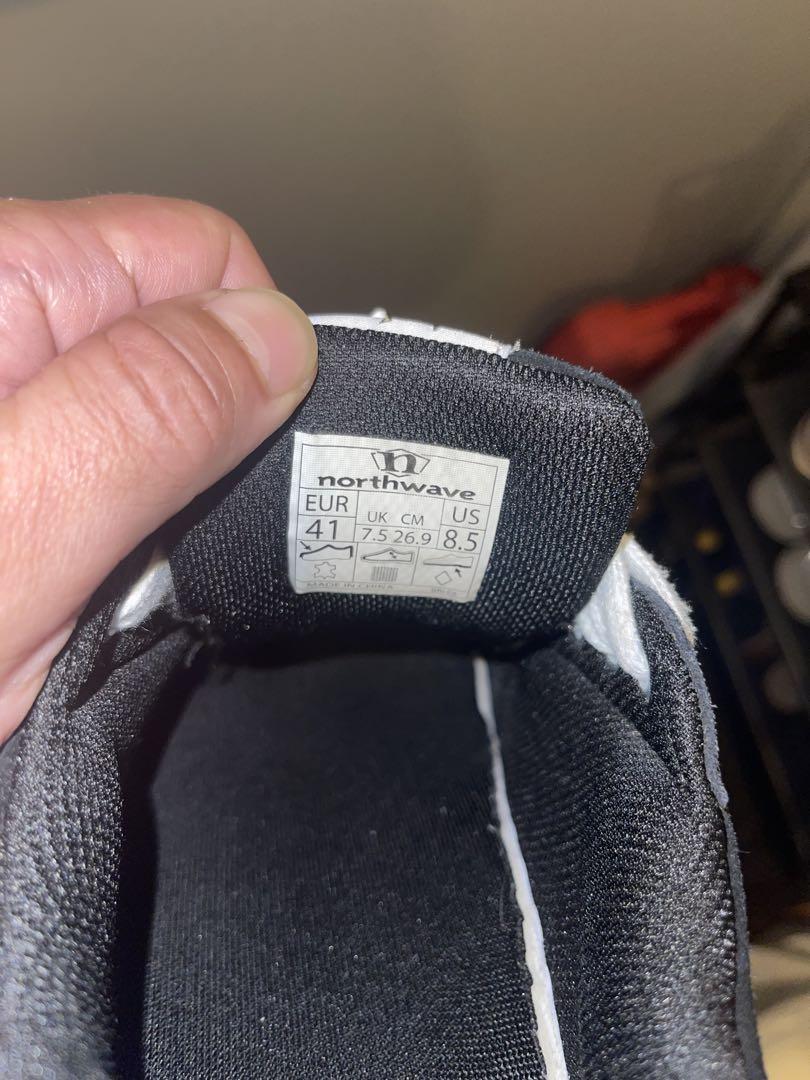 n
northwave
EUR UK CM US
41 7.5 26.9 8.5
MADE IN CHINA